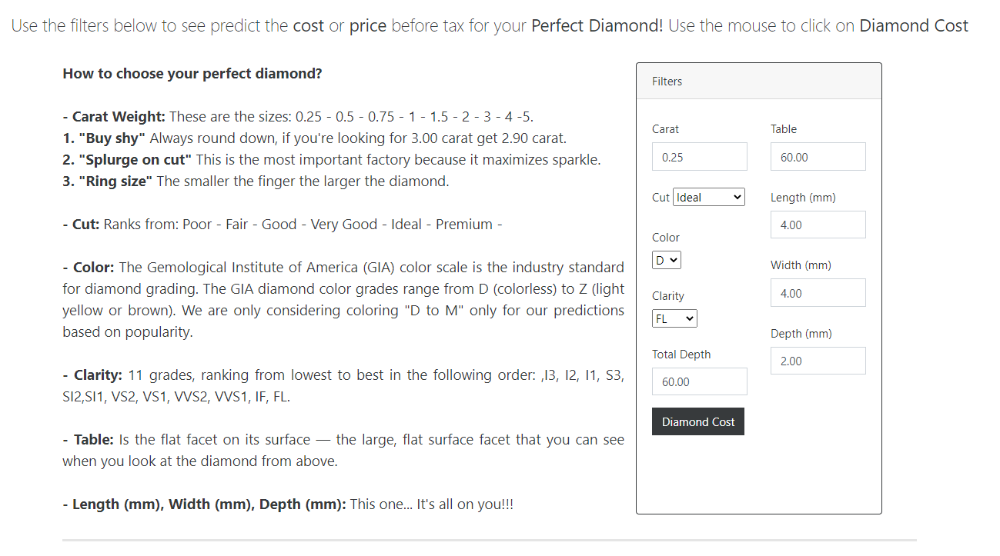 Use the filters below to see predict the cost or price before tax for your Perfect Diamond! Use the mouse to click on Diamond Cost
How to choose your perfect diamond?
- Carat Weight: These are the sizes: 0.25 - 0.5 - 0.75 - 1 - 1.5 - 2 - 3 - 4 -5.
1. "Buy shy" Always round down, if you're looking for 3.00 carat get 2.90 carat.
2. "Splurge on cut" This is the most important factory because it maximizes sparkle.
3. "Ring size" The smaller the finger the larger the diamond.
- Cut: Ranks from: Poor - Fair - Good - Very Good - Ideal - Premium -
- Color: The Gemological Institute of America (GIA) color scale is the industry standard
for diamond grading. The GIA diamond color grades range from D (colorless) to Z (light
yellow or brown). We are only considering coloring "D to M" only for our predictions
based on popularity.
- Clarity: 11 grades, ranking from lowest to best in the following order: ,I3, I2, I1, S3,
SI2,SI1, VS2, VS1, VVS2, VVS1, IF, FL.
- Table: Is the flat facet on its surface — the large, flat surface facet that you can see
when you look at the diamond from above.
- Length (mm), Width (mm), Depth (mm): This one... It's all on you!!!
Filters
Carat
0.25
Cut Ideal
Color
D
Clarity
FL
Total Depth
60.00
Diamond Cost
Table
60.00
Length (mm)
4.00
Width (mm)
4.00
Depth (mm)
2.00